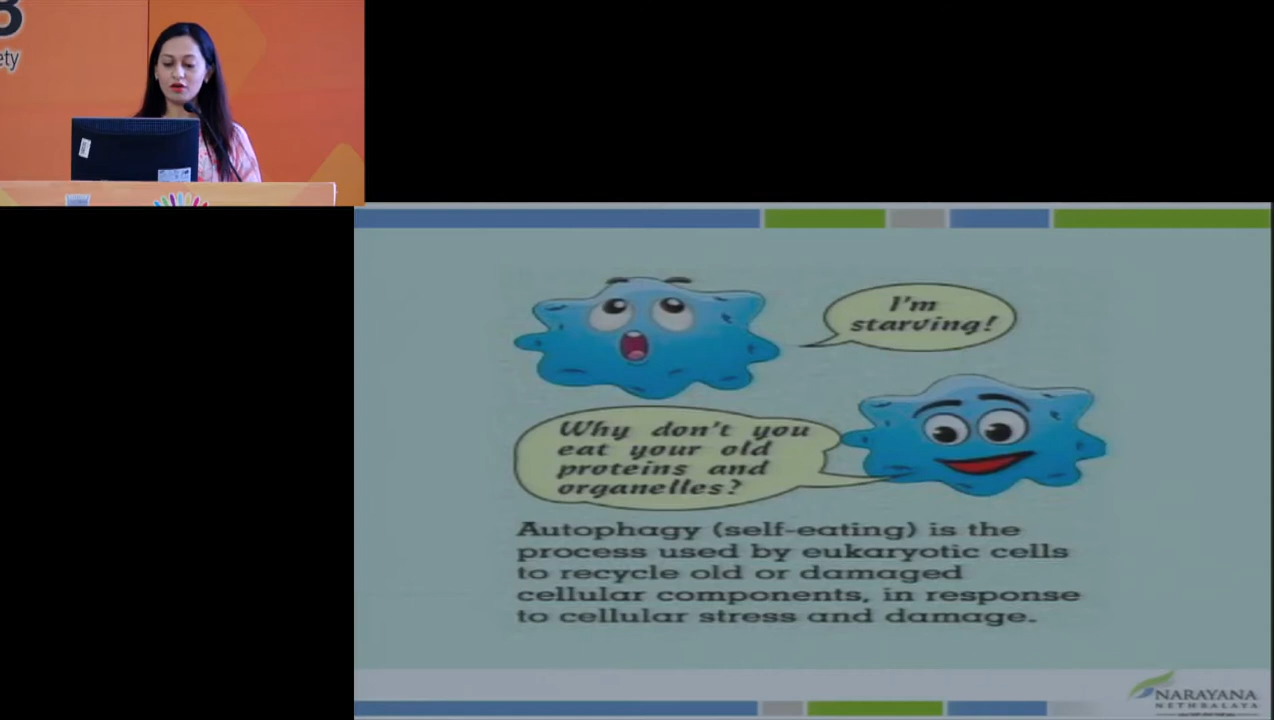 ety
I'm
starving!
Why don't you
eat your old
proteins and
organelles?
Autophagy (self-eating) is the
process used by eukaryotic cells
to recycle old or damaged
cellular components, in response
to cellular stress and damage.
NARAYANA
NETHRALAYA